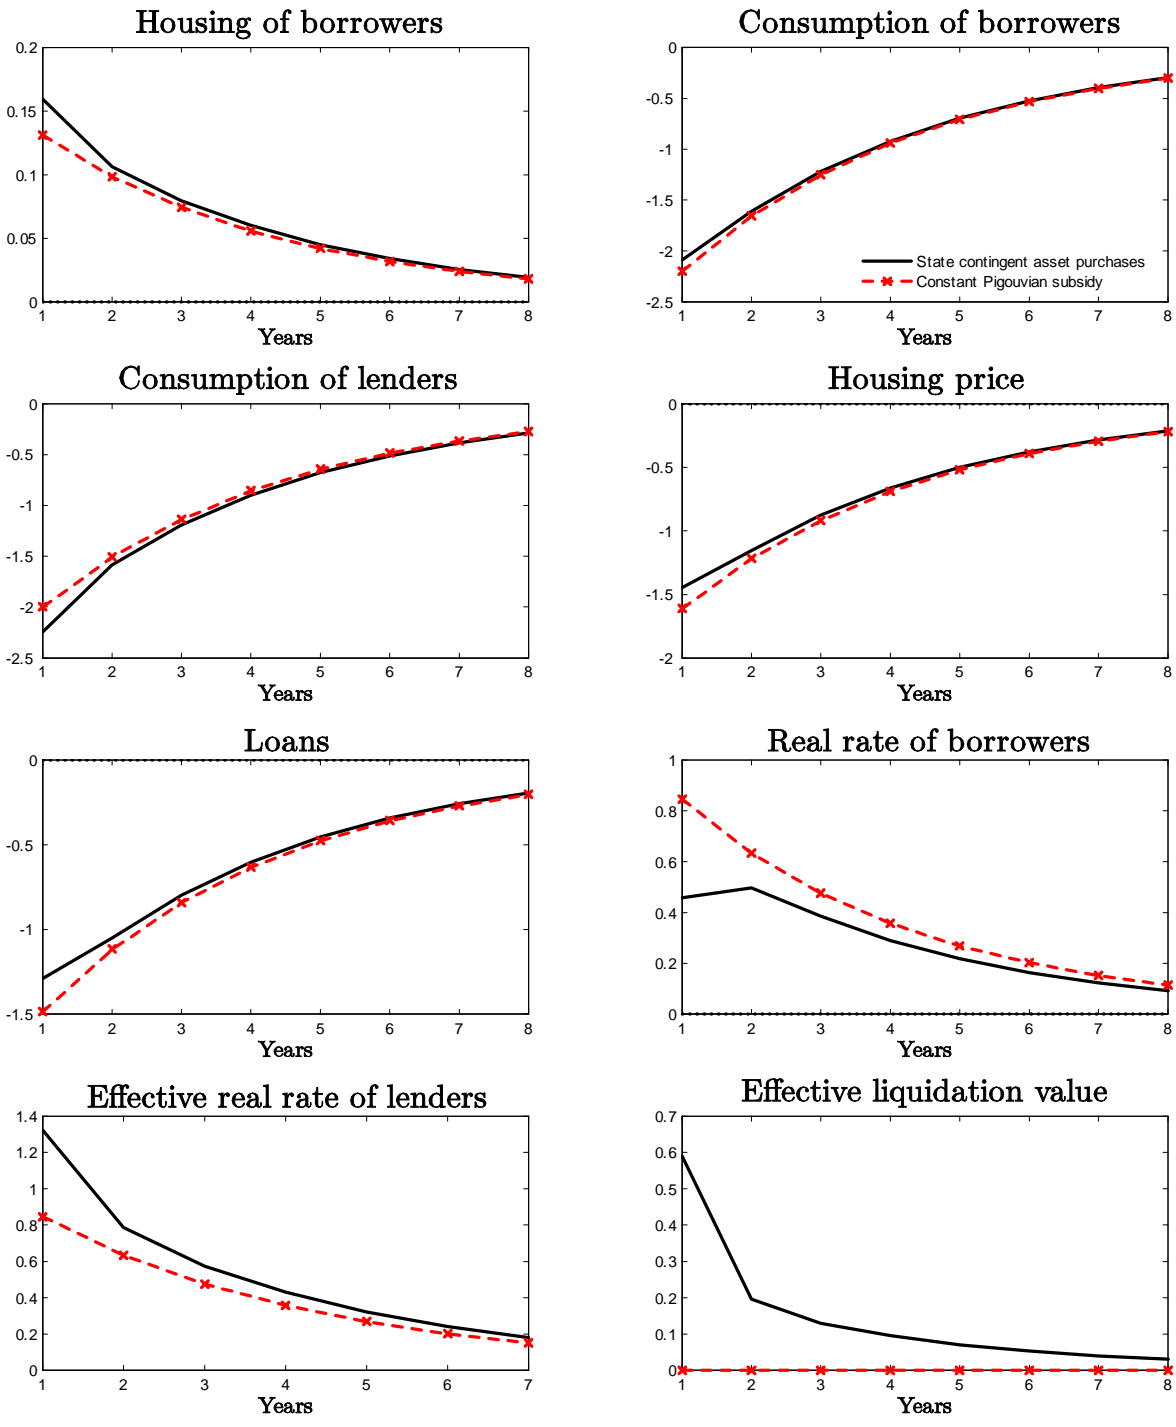 Housing of borrowers
0.2
0.15
0.1
0.05
0
1 2 3 4 5 6 7 8
Years
Consumption of borrowers
0
-0.5
-1
-1.5
-2
-2.5
State contingent asset purchases
Constant Pigouvian subsidy
1 2 3 4 5 6 7 8
Years
Consumption of lenders
0
-0.5
-1
-1.5
-2
-2.5
1 2 3 4 5 6 7 8
Years
Housing price
0
-0.5
-1
-1.5
-2
1 2 3 4 5 6 7 8
Years
Loans
0
-0.5
-1
-1.5
1 2 3 4 5 6 7 8
Years
Real rate of borrowers
1
0.8
0.6
0.4
0.2
0
1 2 3 4 5 6 7 8
Years
Effective real rate of lenders
1.4
1.2
1
0.8
0.6
0.4
0.2
0
1 2 3 4 5 6 7
Years
Effective liquidation value
0.7
0.6
0.5
0.4
0.3
0.2
0.1
0
1 2 3 4 5 6 7 8
Years